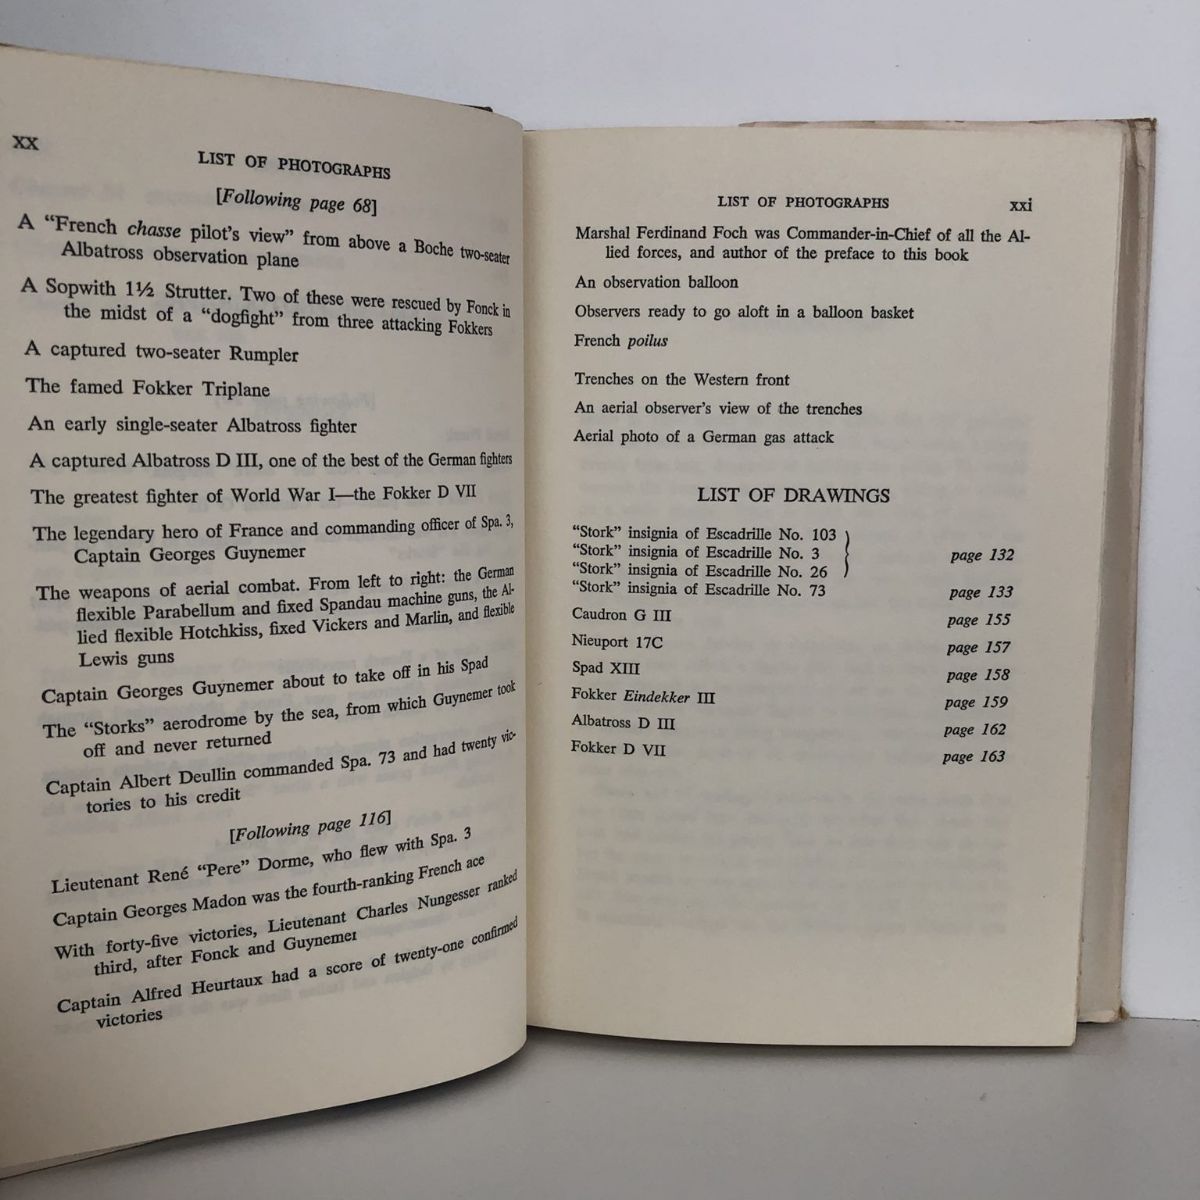 XX
LIST OF PHOTOGRAPHS
[Following page 68]
A “French chasse pilot’s view” from above a Boche two-seater
Albatross observation plane
A Sopwith 1½ Strutter. Two of these were rescued by Fonck in
the midst of a “dogfight” from three attacking Fokkers
A captured two-seater Rumpler
The famed Fokker Triplane
An early single-seater Albatross fighter
A captured Albatross D III, one of the best of the German fighters
The greatest fighter of World War I—the Fokker D VII
The legendary hero of France and commanding officer of Spa. 3,
Captain Georges Guynemer
The weapons of aerial combat. From left to right: the German
flexible Parabellum and fixed Spandau machine guns, the Al-
lied flexible Hotchkiss, fixed Vickers and Marlin, and flexible
Lewis guns
Captain Georges Guynemer about to take off in his Spad
The “Storks” aerodrome by the sea, from which Guynemer took
off and never returned
Captain Albert Deullin commanded Spa. 73 and had twenty vic-
tories to his credit
[Following page 116]
Lieutenant René “Pere” Dorme, who flew with Spa. 3
Captain Georges Madon was the fourth-ranking French ace
With forty-five victories, Lieutenant Charles Nungesser ranked
third, after Fonck and Guynemer
Captain Alfred Heurtaux had a score of twenty-one confirmed
victories
LIST OF PHOTOGRAPHS xxi
Marshal Ferdinand Foch was Commander-in-Chief of all the Al-
lied forces, and author of the preface to this book
An observation balloon
Observers ready to go aloft in a balloon basket
French poilus
Trenches on the Western front
An aerial observer’s view of the trenches
Aerial photo of a German gas attack
LIST OF DRAWINGS
“Stork” insignia of Escadrille No. 103
“Stork” insignia of Escadrille No. 3 page 132
“Stork” insignia of Escadrille No. 26
“Stork” insignia of Escadrille No. 73 page 133
Caudron G III page 155
Nieuport 17C page 157
Spad XIII page 158
Fokker Eindekker III page 159
Albatross D III page 162
Fokker D VII page 163